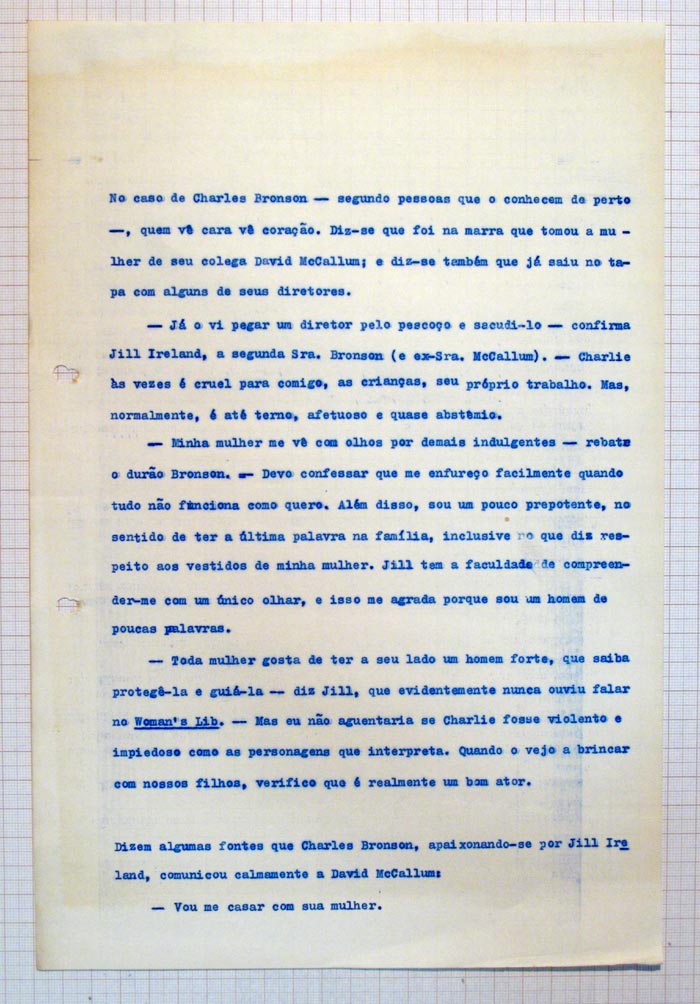 No caso de Charles Bronson — segundo pessoas que o conhecem de perto
—, quem vê cara vê coração. Diz-se que foi na marra que tomou a mu -
lher de seu colega David McCallum; e diz-se também que já saiu no ta-
pa com alguns de seus diretores.
— Já o vi pegar um diretor pelo pescoço e sacudi-lo — confirma
Jill Ireland, a segunda Sra. Bronson (e ex-Sra. McCallum). — Charlie
às vezes é cruel para comigo, as crianças, seu próprio trabalho. Mas,
normalmente, é até terno, afetuoso e quase abstêmio.
— Minha mulher me vê com olhos por demais indulgentes — rebate
o durão Bronson. — Devo confessar que me enfureço facilmente quando
tudo não funciona como quero. Além disso, sou um pouco prepotente, no
sentido de ter a última palavra na família, inclusive no que diz res-
peito aos vestidos de minha mulher. Jill tem a faculdade de compreen-
der-me com um único olhar, e isso me agrada porque sou um homem de
poucas palavras.
— Toda mulher gosta de ter a seu lado um homem forte, que saiba
protegê-la e guiá-la — diz Jill, que evidentemente nunca ouviu falar
no Woman's Lib. — Mas eu não aguentaria se Charlie fosse violento e
impiedoso como as personagens que interpreta. Quando o vejo a brincar
com nossos filhos, verifico que é realmente um bom ator.
Dizem algumas fontes que Charles Bronson, apaixonando-se por Jill Ire
land, comunicou calmamente a David McCallum:
— Vou me casar com sua mulher.